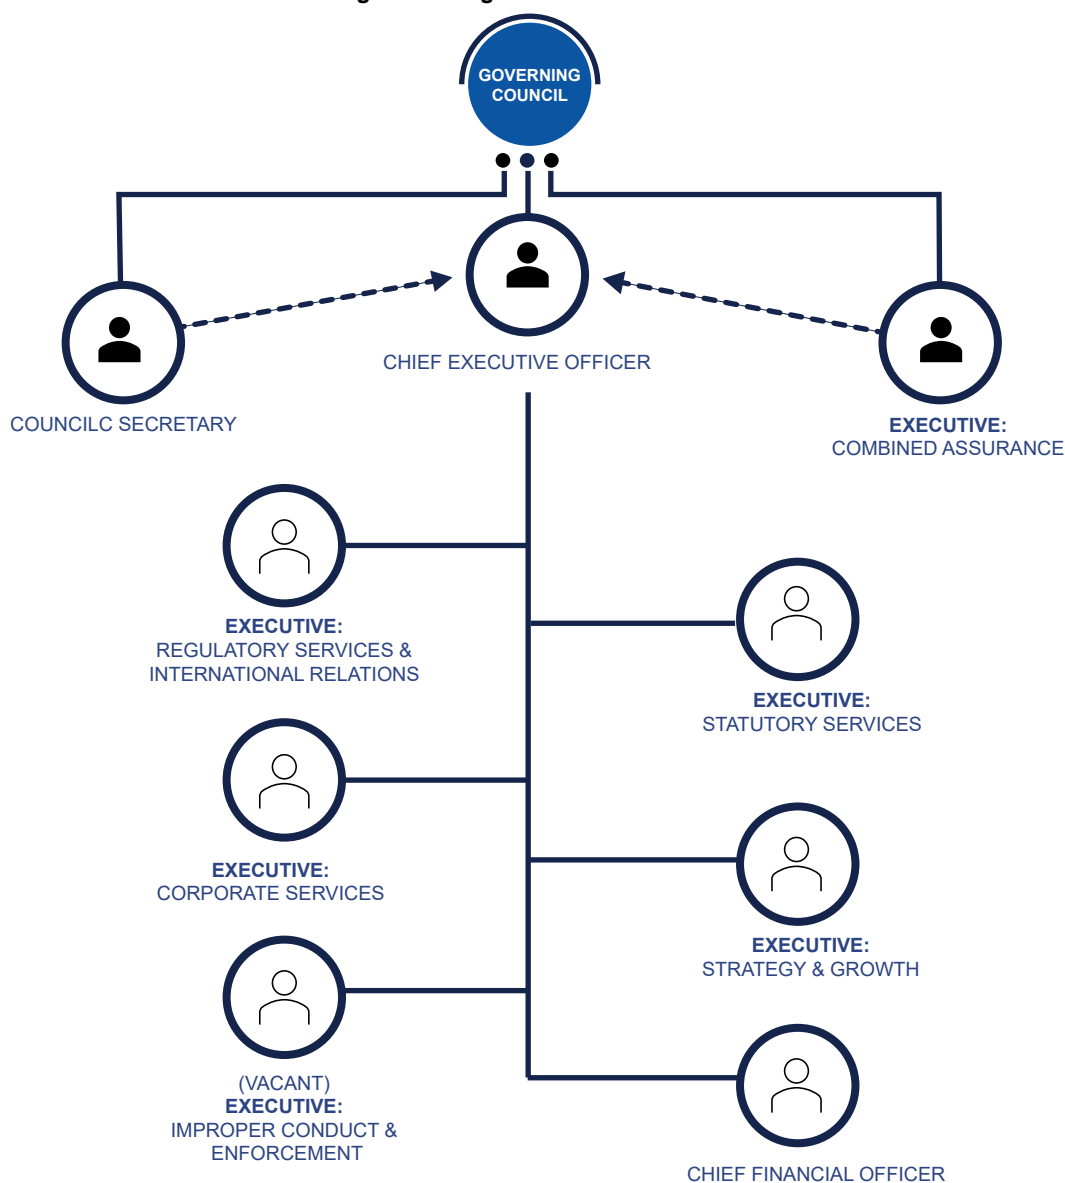 GOVERNING
COUNCIL
CHIEF EXECUTIVE OFFICER
COUNCILC SECRETARY
EXECUTIVE:
COMBINED ASSURANCE
EXECUTIVE:
REGULATORY SERVICES &
INTERNATIONAL RELATIONS
EXECUTIVE:
STATUTORY SERVICES
EXECUTIVE:
CORPORATE SERVICES
EXECUTIVE:
STRATEGY & GROWTH
(VACANT)
EXECUTIVE:
IMPROPER CONDUCT &
ENFORCEMENT
CHIEF FINANCIAL OFFICER